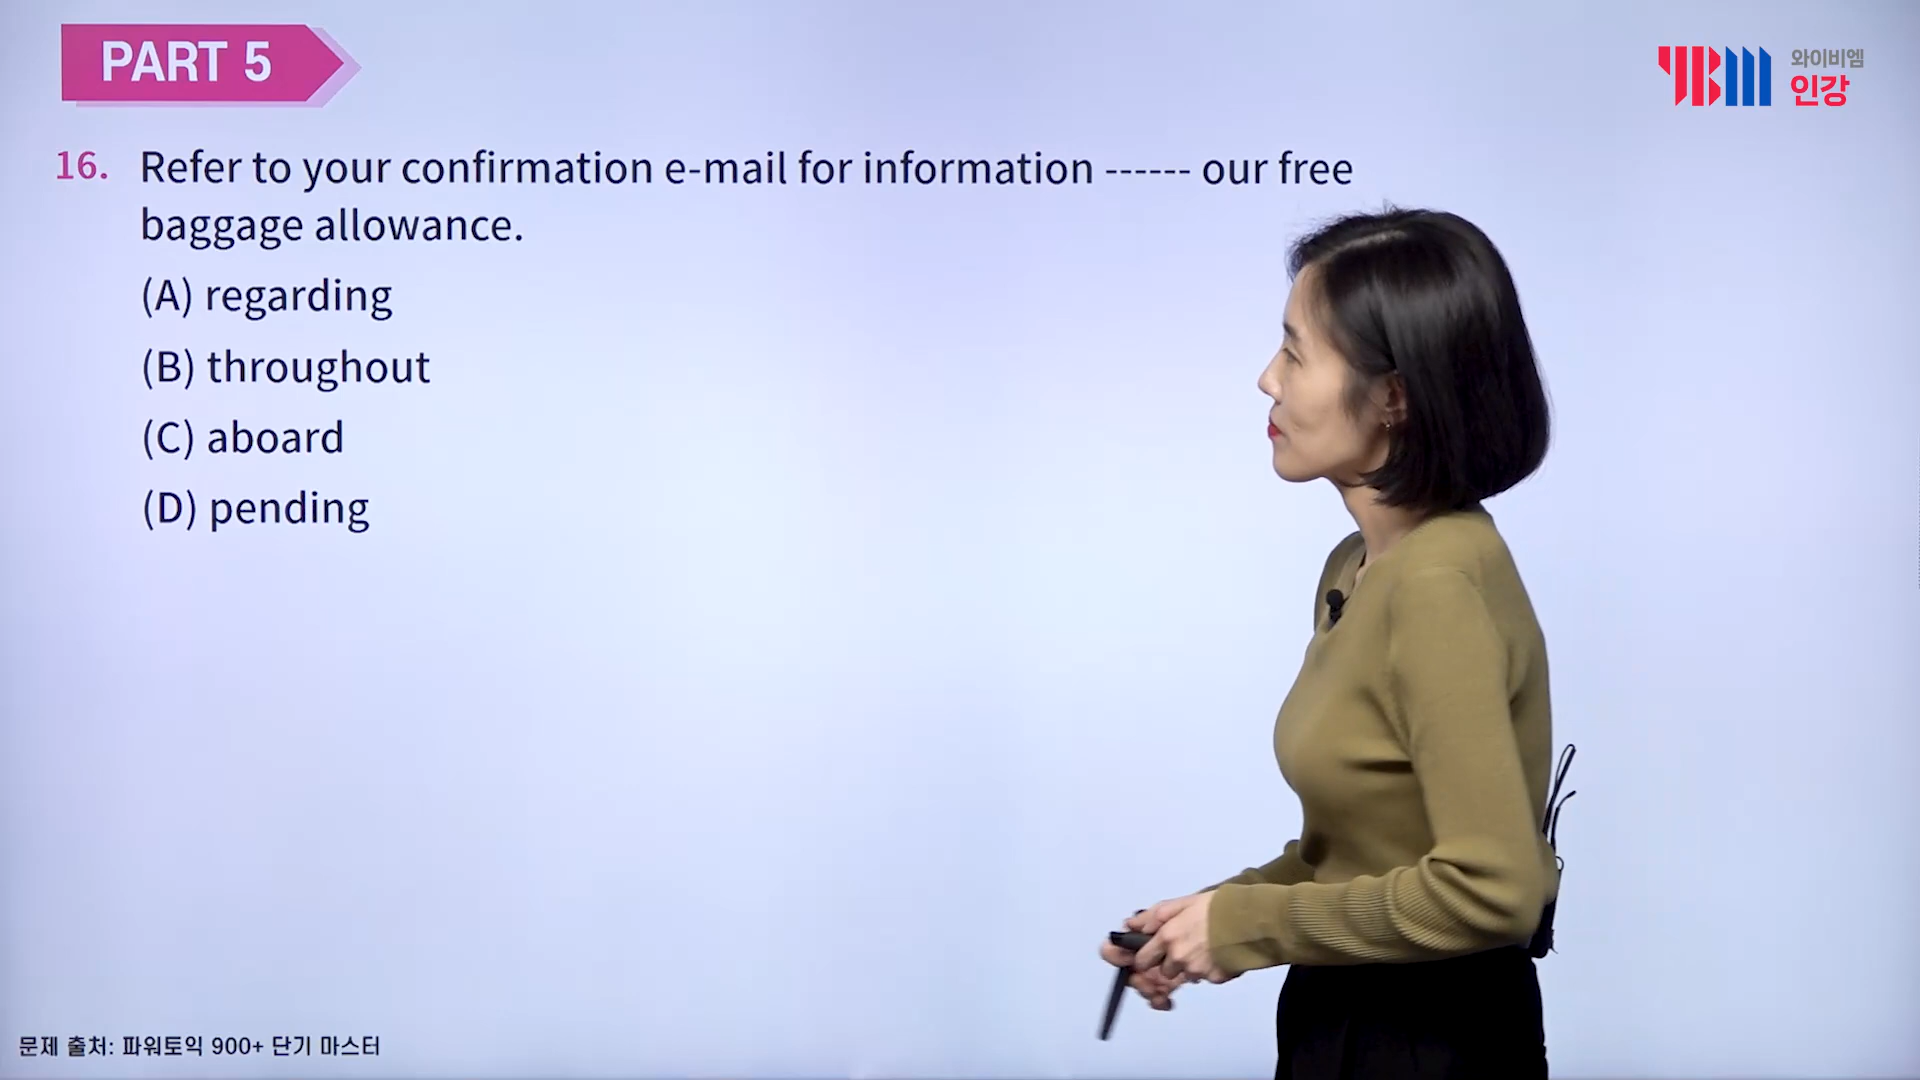 PART 5
YBM 와이비엠
인강
16. Refer to your confirmation e-mail for information ------ our free
baggage allowance.
(A) regarding
(B) throughout
(C) aboard
(D) pending
문제 출처: 파워토익 900+ 단기 마스터